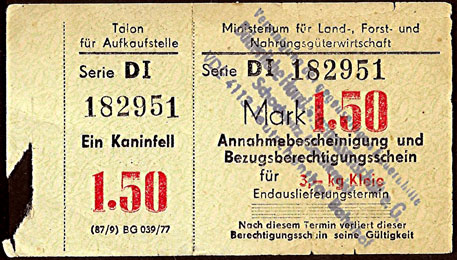 Talon
für Aufkaufstelle
Serie DI
182951
Ein Kaninfell
1.50
(87/9) BG 039/77
Ministerium für Land-, Forst- und
Nahrungsgüterwirtschaft
Serie DI 182951
Mark 1.50
Annahmebescheinigung und
Bezugsberechtigungsschein
für 3,- kg Kleie
Endauslieferungstermin
Nach diesem Termin verliert dieser
Berechtigungsschein seine Gültigkeit